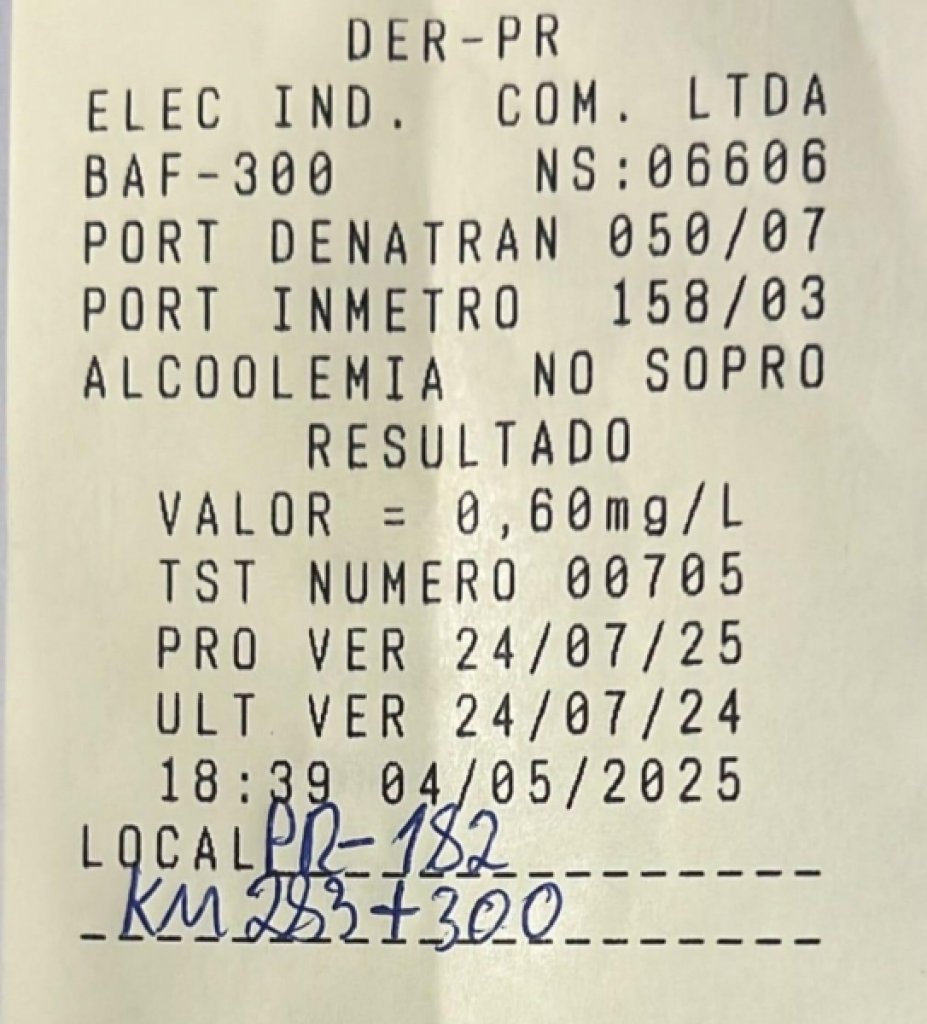 DER-PR
ELEC IND. COM. LTDA
BAF-300 NS:06606
PORT DENATRAN 050/07
PORT INMETRO 158/03
ALCOOLEMIA NO SOPRO
RESULTADO
VALOR = 0,60mg/L
TST NUMERO 00705
PRO VER 24/07/25
ULT VER 24/07/24
18:39 04/05/2025
LOCAL PR-182
KM 283+300